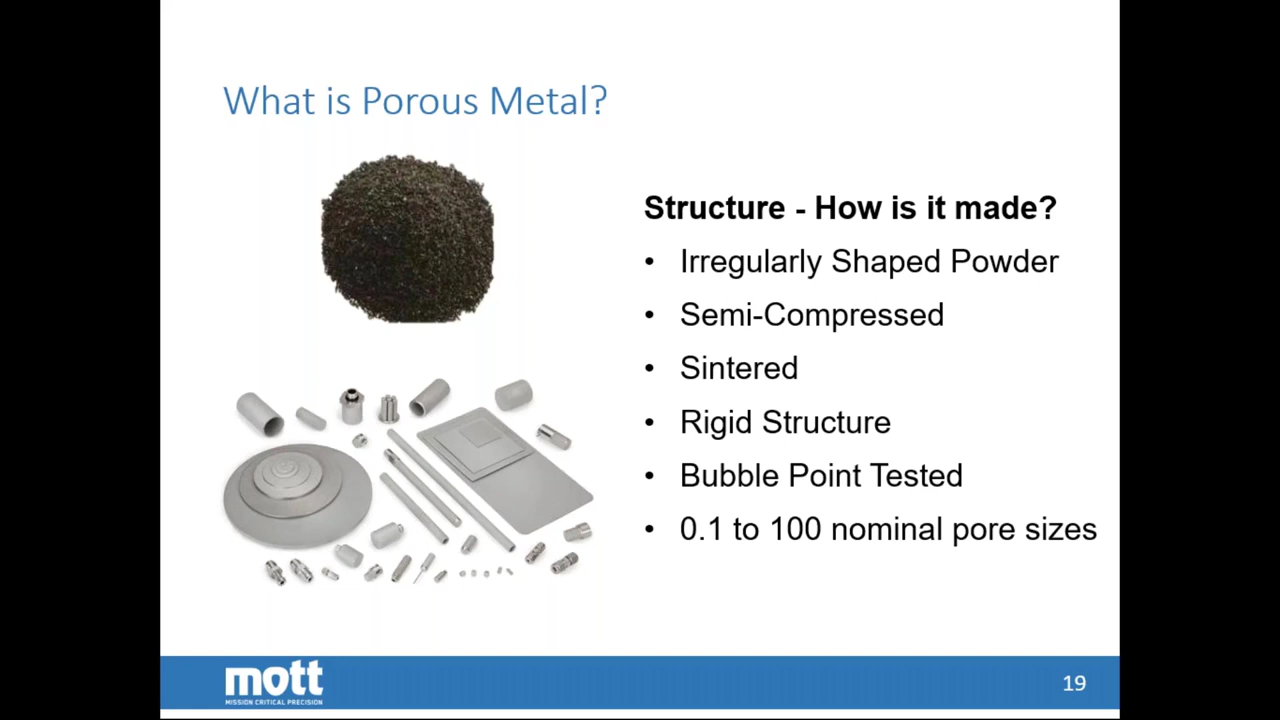 What is Porous Metal?
Structure - How is it made?
• Irregularly Shaped Powder
• Semi-Compressed
• Sintered
• Rigid Structure
• Bubble Point Tested
• 0.1 to 100 nominal pore sizes
mott
MISSION CRITICAL PRECISION
19